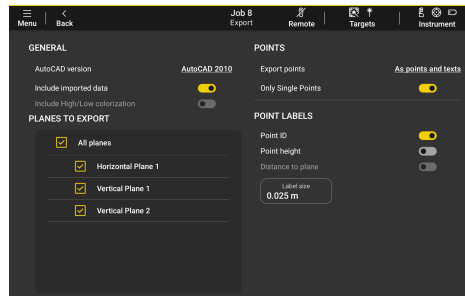 Menu
Back
Job 8
Export
Remote
Targets
Instrument
GENERAL
AutoCAD version
AutoCAD 2010
Include imported data
Include High/Low colorization
PLANES TO EXPORT
All planes
Horizontal Plane 1
Vertical Plane 1
Vertical Plane 2
POINTS
Export points
As points and texts
Only Single Points
POINT LABELS
Point ID
Point height
Distance to plane
Label size
0.025 m